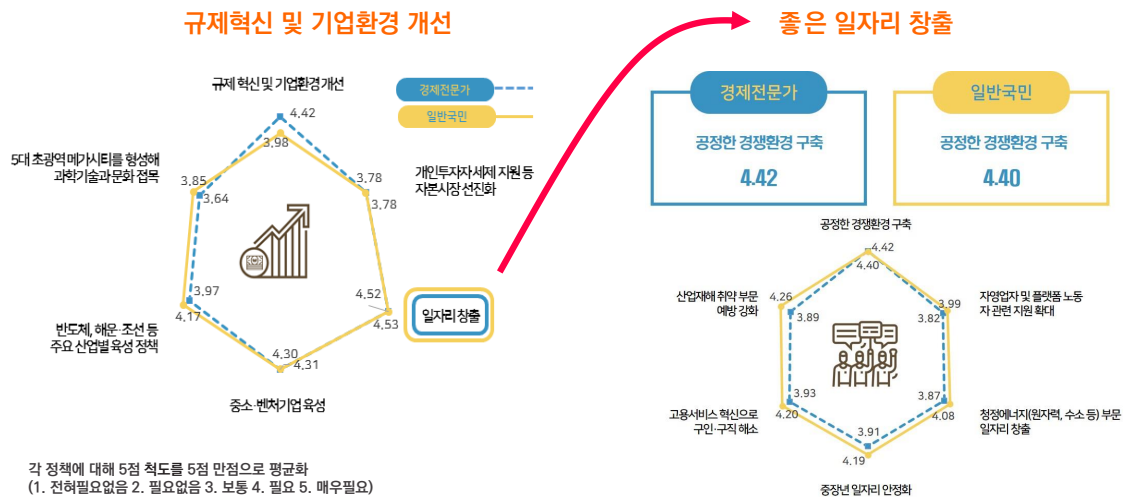 규제혁신 및 기업환경 개선
좋은 일자리 창출
규제 혁신 및 기업환경 개선
경제전문가
일반국민
4.42
3.98
5대 초광역 메가시티를 형성해
과학기술과 문화 접목
3.85
3.64
3.78
3.78
개인투자자 세제 지원 등
자본시장 선진화
3.97
4.17
4.52
4.53
일자리 창출
반도체, 해운·조선 등
주요 산업별 육성 정책
4.30
4.31
중소·벤처기업 육성
각 정책에 대해 5점 척도를 5점 만점으로 평균화
(1. 전혀필요없음 2. 필요없음 3. 보통 4. 필요 5. 매우필요)
경제전문가
공정한 경쟁환경 구축
4.42
일반국민
공정한 경쟁환경 구축
4.40
공정한 경쟁환경 구축
4.42
4.40
산업재해 취약 부문
예방 강화
4.26
3.89
3.99
3.82
자영업자 및 플랫폼 노동
자 관련 지원 확대
고용서비스 혁신으로
구인·구직 해소
3.93
4.20
3.87
4.08
청정에너지(원자력, 수소 등) 부문
일자리 창출
3.91
4.19
중장년 일자리 안정화